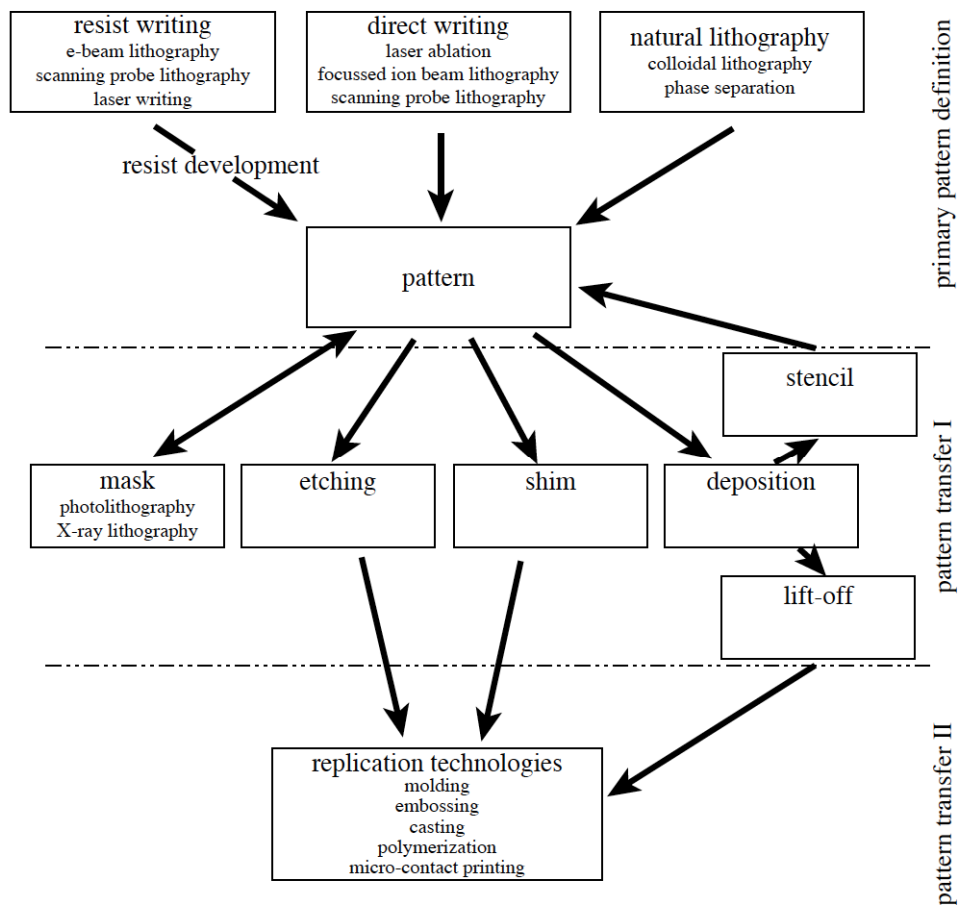 resist writing
e-beam lithography
scanning probe lithography
laser writing
direct writing
laser ablation
focussed ion beam lithography
scanning probe lithography
natural lithography
colloidal lithography
phase separation
primary pattern definition
resist development
pattern
stencil
mask
photolithography
X-ray lithography
etching
shim
deposition
pattern transfer I
lift-off
replication technologies
molding
embossing
casting
polymerization
micro-contact printing
pattern transfer II